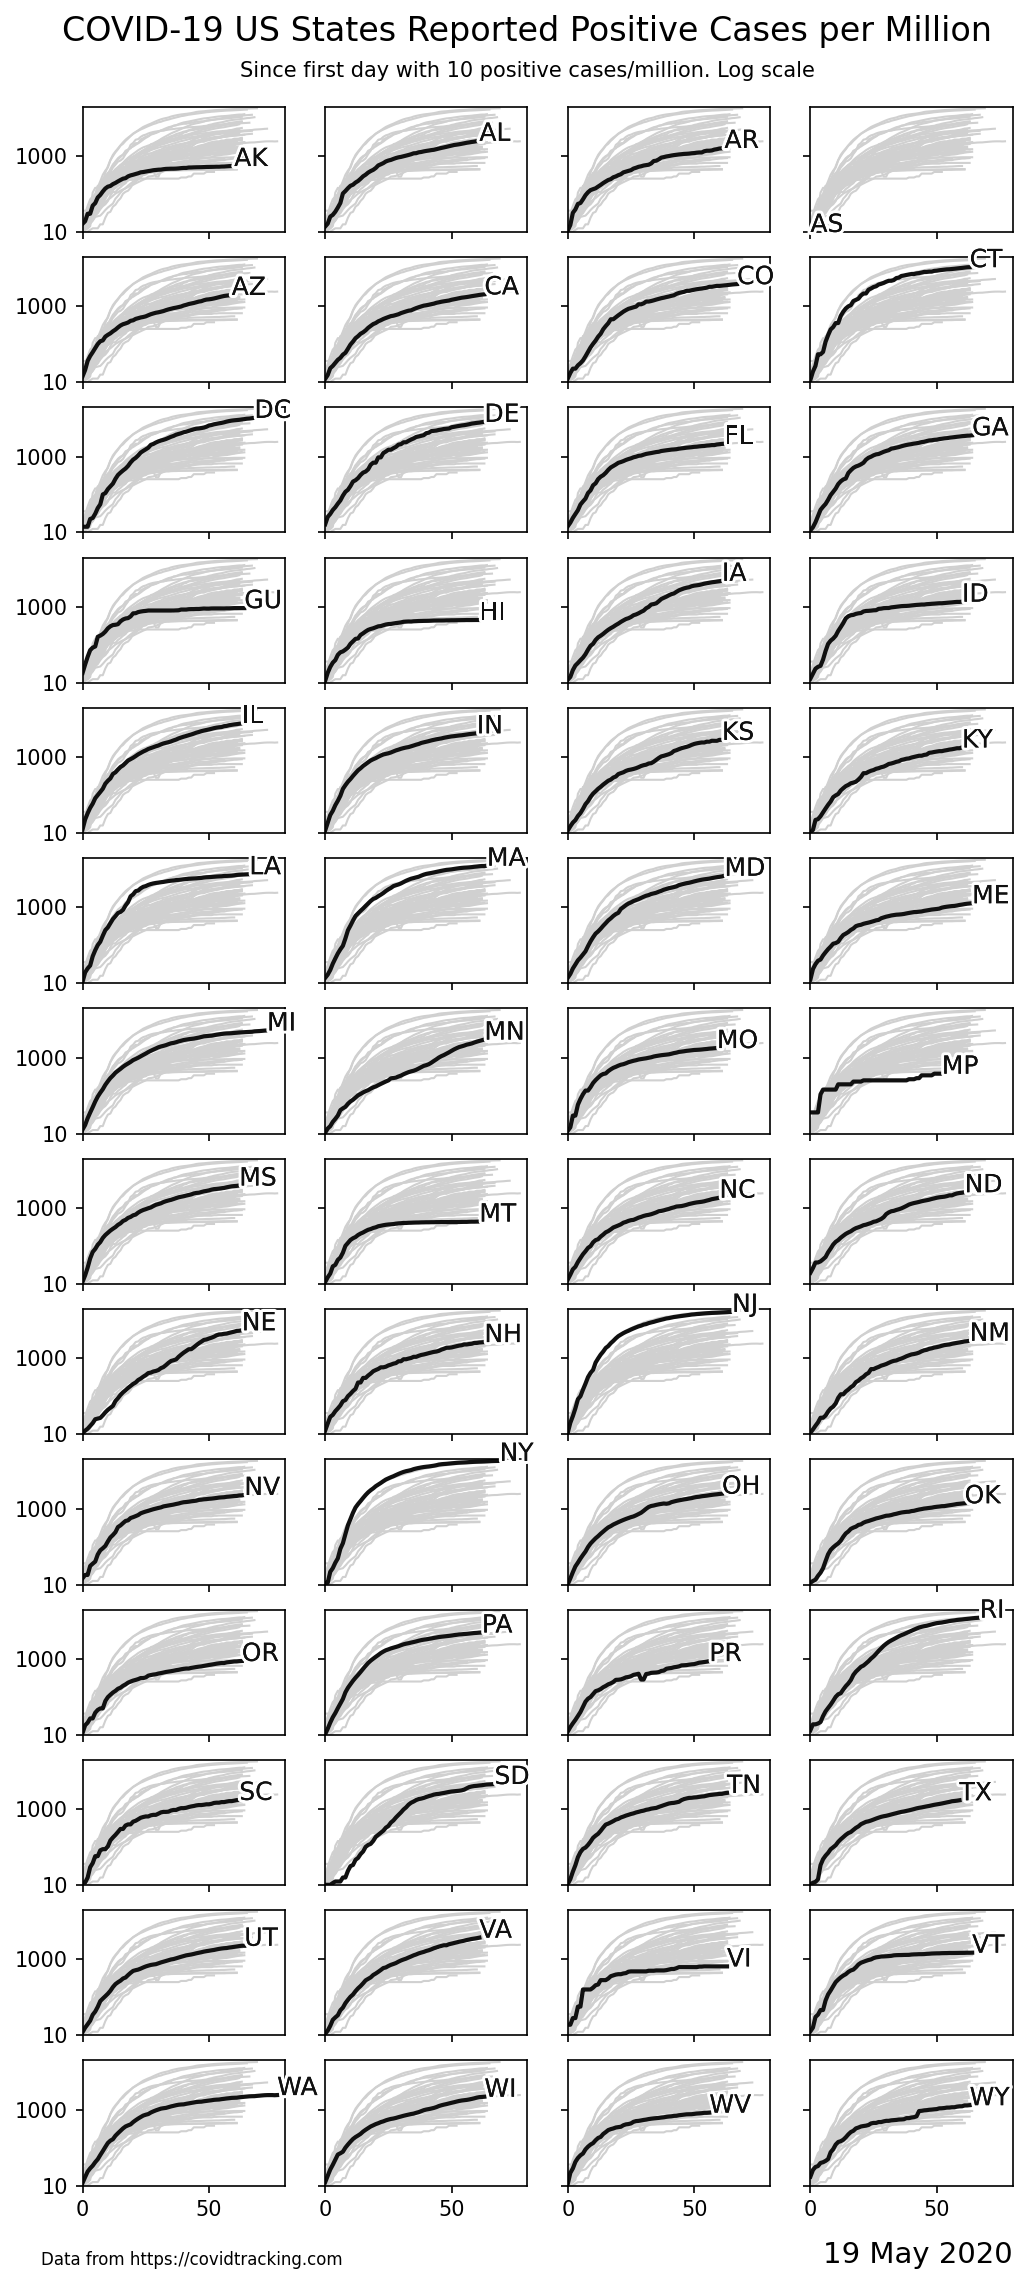 COVID-19 US States Reported Positive Cases per Million
Since first day with 10 positive cases/million. Log scale
1000 AK AL AR
10 AS
1000 AZ CA CO CT
10
1000 DC DE FL GA
10
1000 GU HI IA ID
10
1000 IL IN KS KY
10
1000 LA MA MD ME
10
1000 MI MN MO MP
10
1000 MS MT NC ND
10
1000 NE NH NJ NM
10
1000 NV NY OH OK
10
1000 OR PA PR RI
10
1000 SC SD TN TX
10
1000 UT VA VI VT
10
1000 WA WI WV WY
10
0 50 0 50 0 50 0 50
Data from https://covidtracking.com
19 May 2020